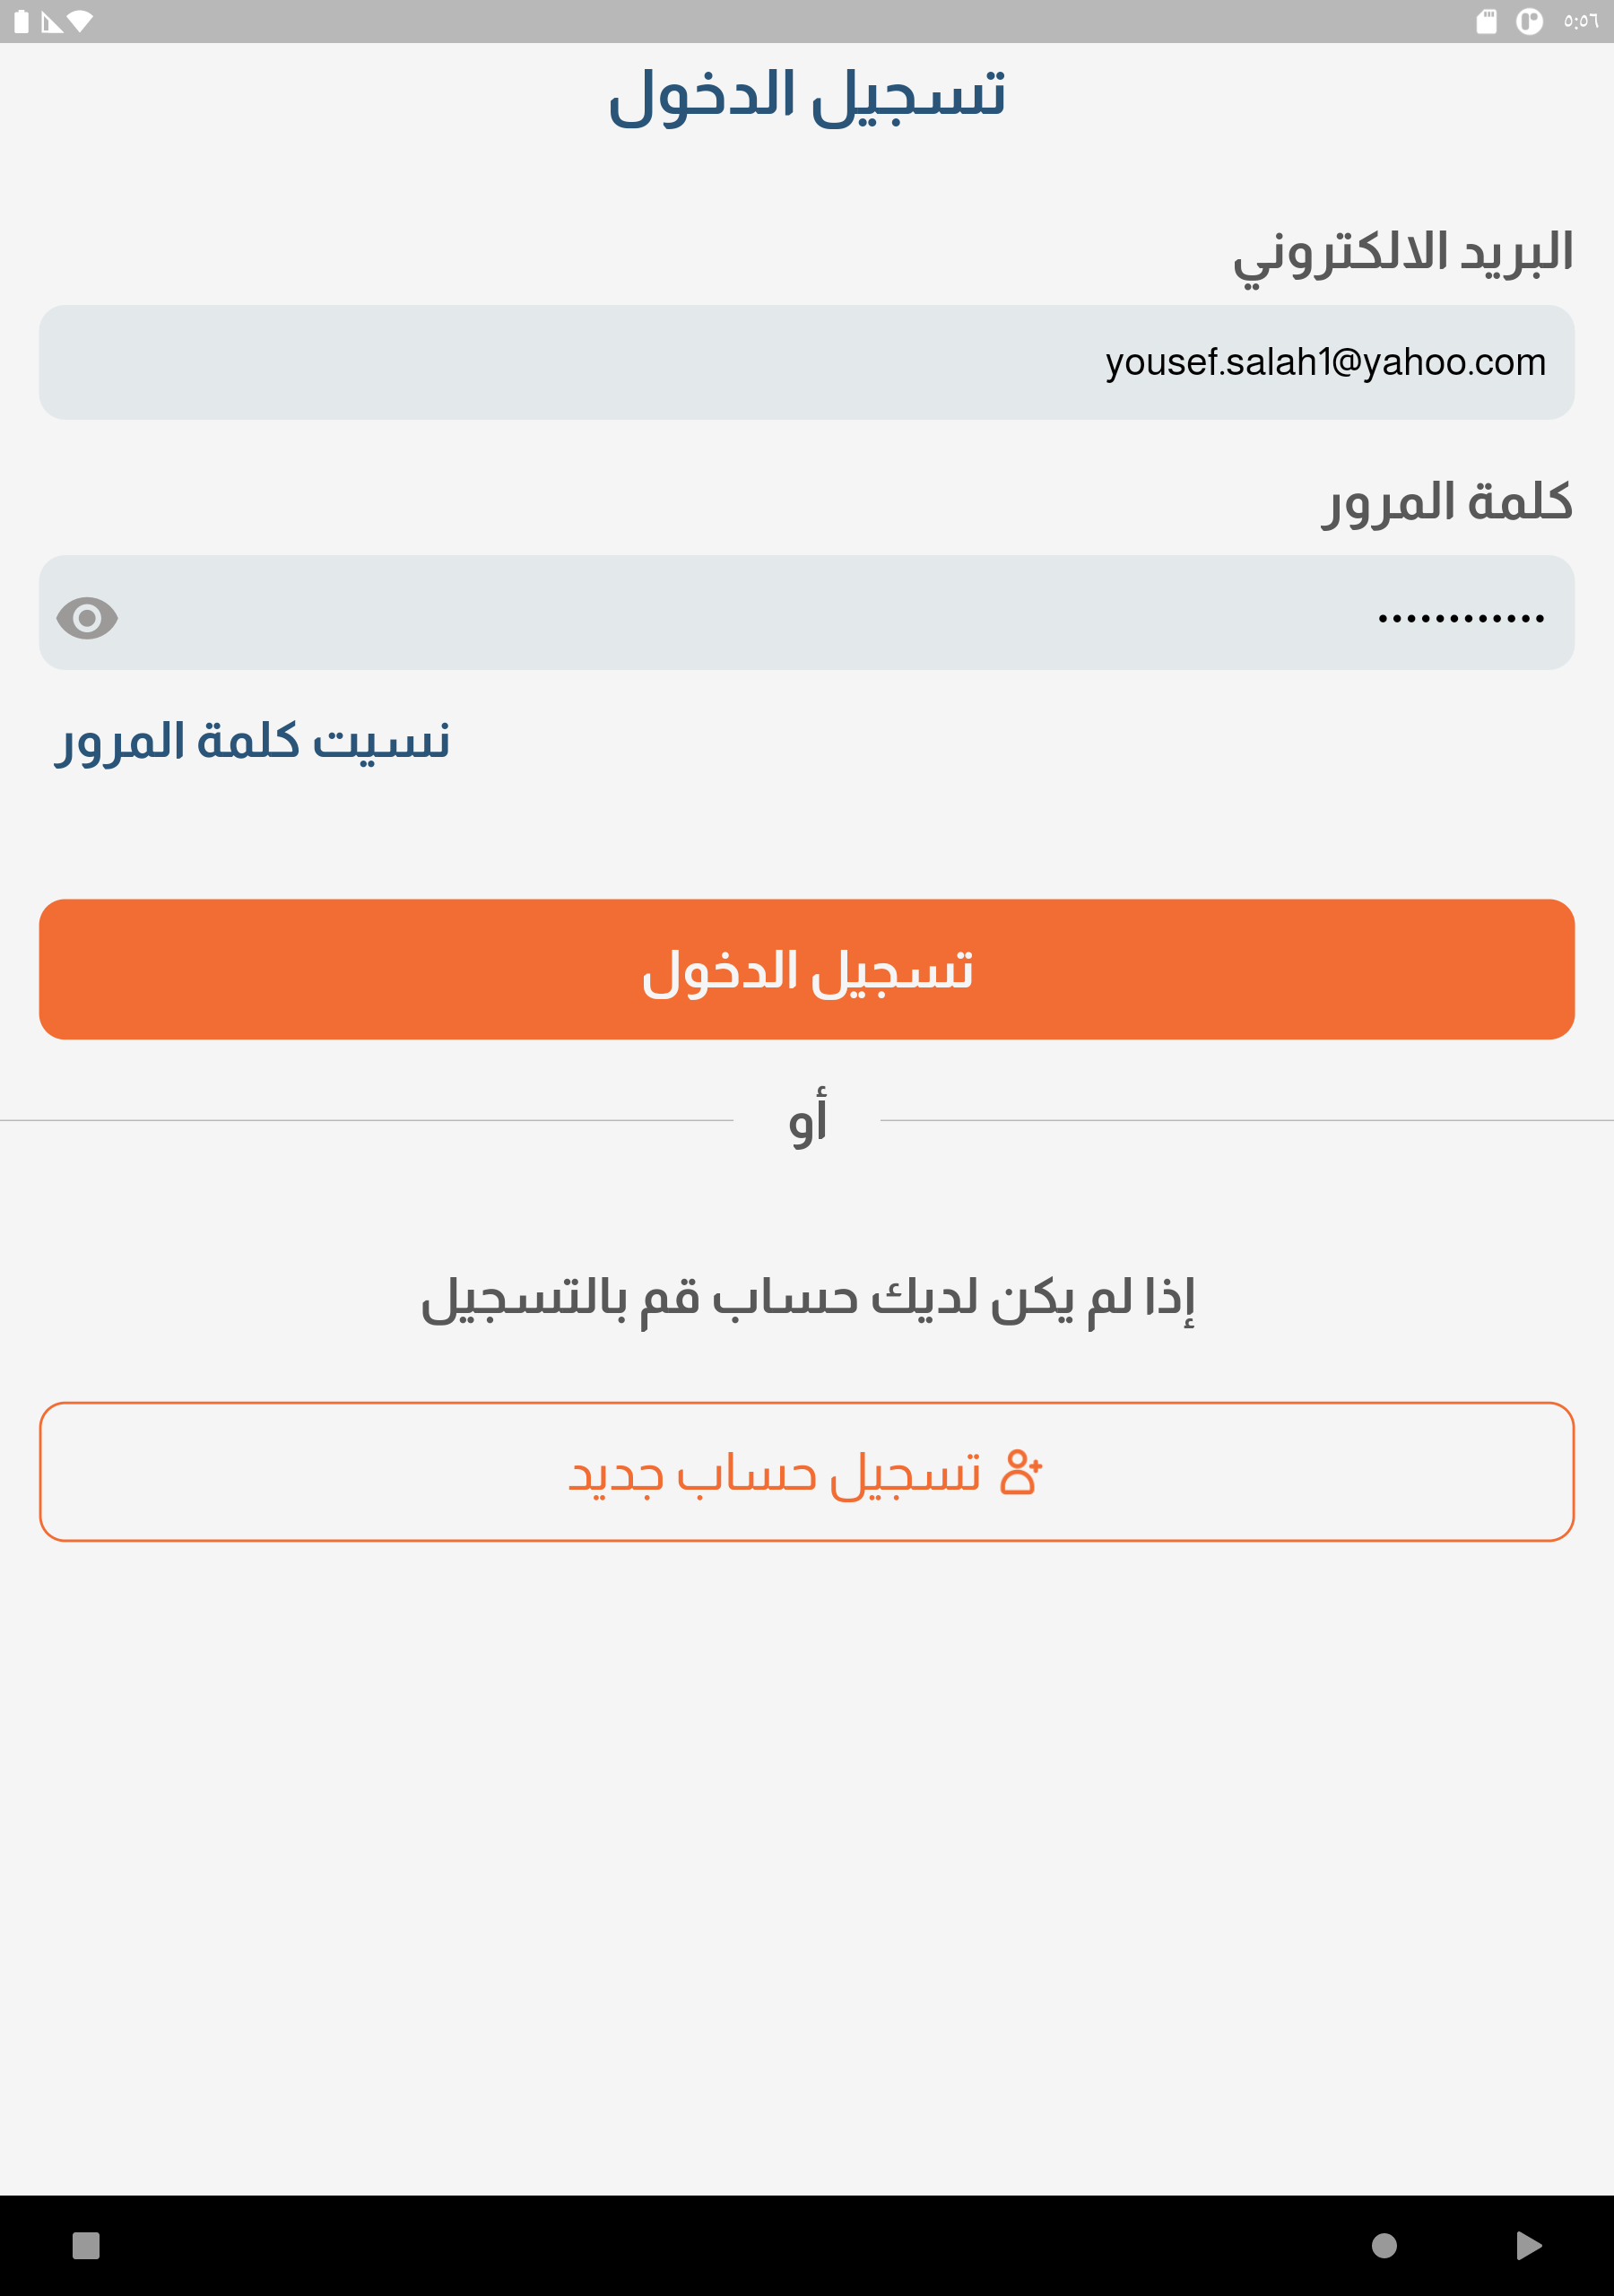 ٥:٥٦
تسجيل الدخول
البريد الالكتروني
yousef.salah1@yahoo.com
كلمة المرور
••••••••••••
نسيت كلمة المرور
تسجيل الدخول
أو
إذا لم يكن لديك حساب قم بالتسجيل
تسجيل حساب جديد